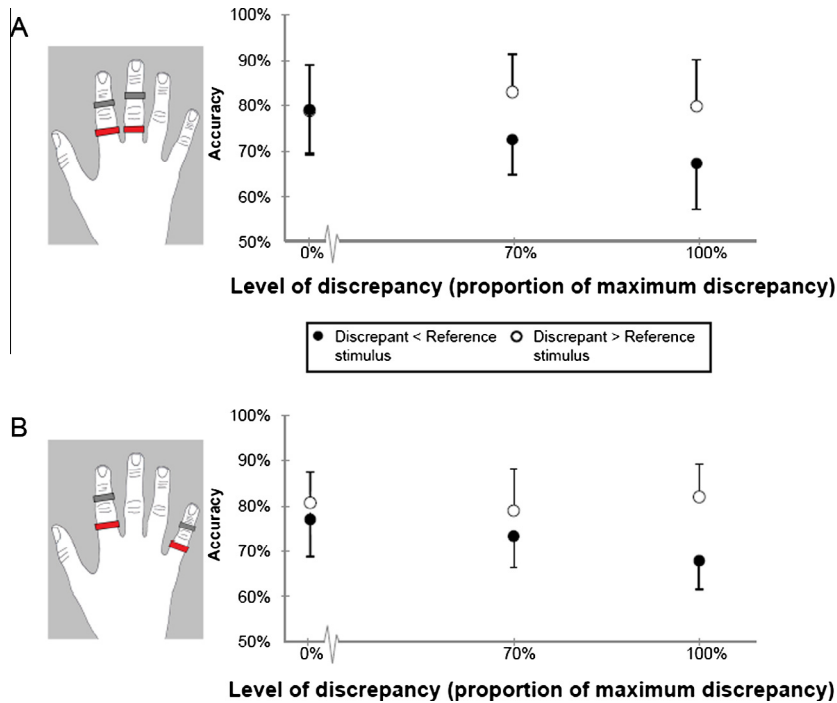 A
100%
90%
80%
70%
60%
50%
Accuracy
0%
70%
100%
Level of discrepancy (proportion of maximum discrepancy)
Discrepant < Reference
stimulus
Discrepant > Reference
stimulus
B
100%
90%
80%
70%
60%
50%
Accuracy
0%
70%
100%
Level of discrepancy (proportion of maximum discrepancy)